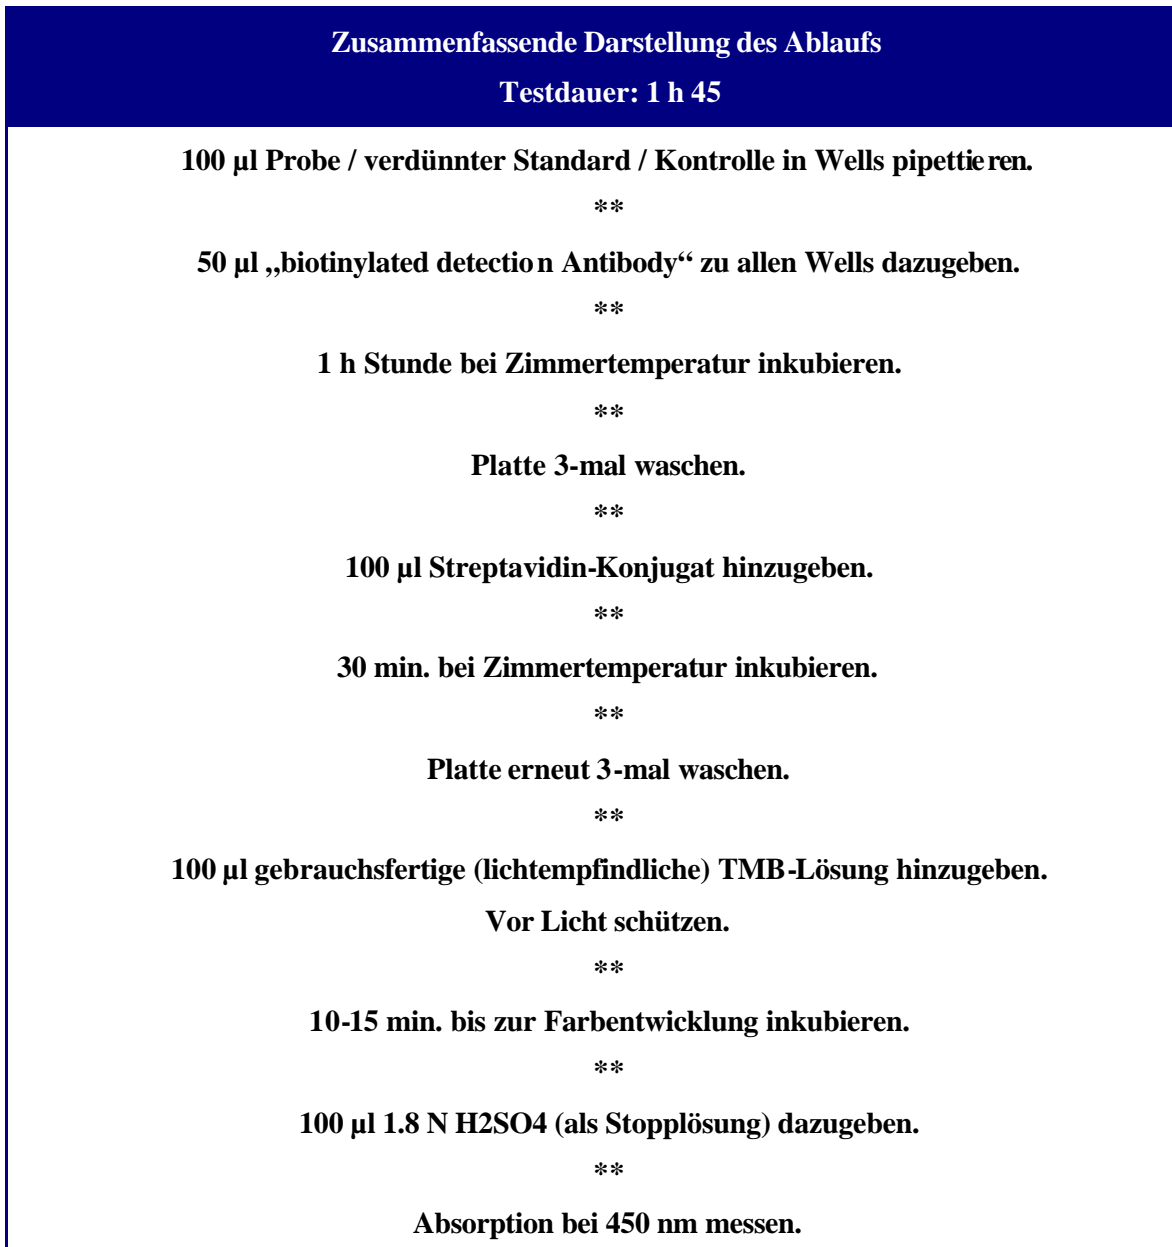 Zusammenfassende Darstellung des Ablaufs
Testdauer: 1 h 45
100 µl Probe / verdünnter Standard / Kontrolle in Wells pipettieren.
**
50 µl „biotinylated detection Antibody“ zu allen Wells dazugeben.
**
1 h Stunde bei Zimmertemperatur inkubieren.
**
Platte 3-mal waschen.
**
100 µl Streptavidin-Konjugat hinzugeben.
**
30 min. bei Zimmertemperatur inkubieren.
**
Platte erneut 3-mal waschen.
**
100 µl gebrauchsfertige (lichtempfindliche) TMB-Lösung hinzugeben.
Vor Licht schützen.
**
10-15 min. bis zur Farbentwicklung inkubieren.
**
100 µl 1.8 N H2SO4 (als Stopplösung) dazugeben.
**
Absorption bei 450 nm messen.